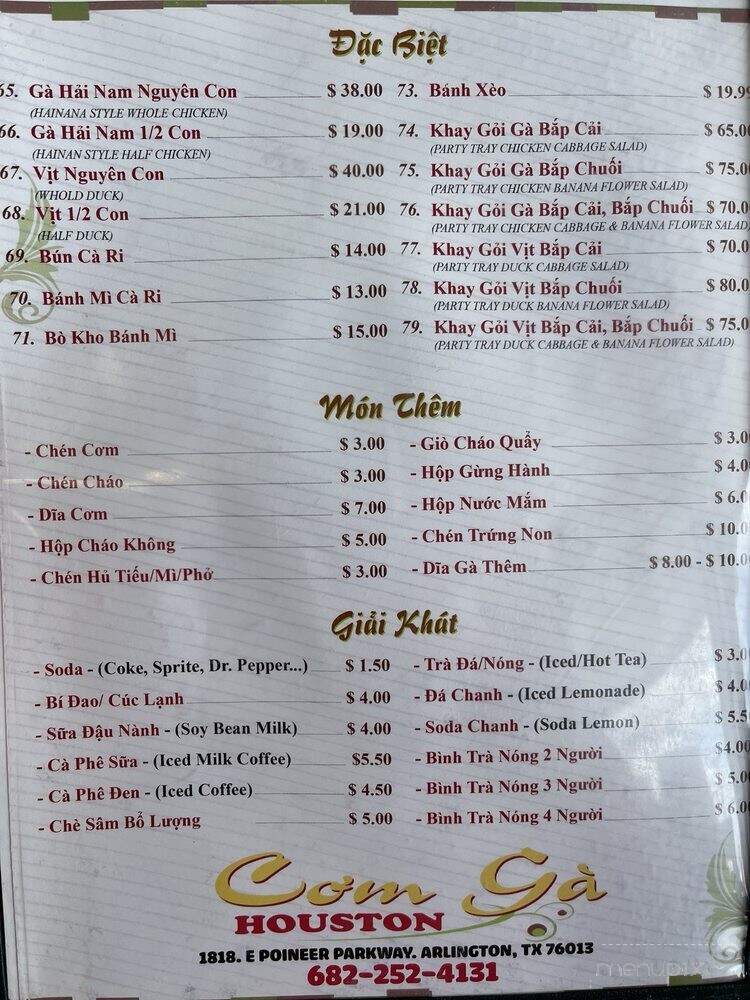 Đặc Biệt
65. Gà Hải Nam Nguyên Con $ 38.00
(HAINANA STYLE WHOLE CHICKEN)
66. Gà Hải Nam 1/2 Con $ 19.00
(HAINAN STYLE HALF CHICKEN)
67. Vịt Nguyên Con $ 40.00
(WHOLD DUCK)
68. Vịt 1/2 Con $ 21.00
(HALF DUCK)
69. Bún Cà Ri $ 14.00
70. Bánh Mì Cà Ri $ 13.00
71. Bò Kho Bánh Mì $ 15.00
73. Bánh Xèo $ 19.99
74. Khay Gỏi Gà Bắp Cải $ 65.0
(PARTY TRAY CHICKEN CABBAGE SALAD)
75. Khay Gỏi Gà Bắp Chuối $ 75.0
(PARTY TRAY CHICKEN BANANA FLOWER SALAD)
76. Khay Gỏi Gà Bắp Cải, Bắp Chuối $ 70.0
(PARTY TRAY CHICKEN CABBAGE & BANANA FLOWER SALAD)
77. Khay Gỏi Vịt Bắp Cải $ 70.0
(PARTY TRAY DUCK CABBAGE SALAD)
78. Khay Gỏi Vịt Bắp Chuối $ 80.0
(PARTY TRAY DUCK BANANA FLOWER SALAD)
79. Khay Gỏi Vịt Bắp Cải, Bắp Chuối $ 75.0
(PARTY TRAY DUCK CABBAGE & BANANA FLOWER SALAD)
Món Thêm
- Chén Cơm $ 3.00
- Chén Cháo $ 3.00
- Dĩa Cơm $ 7.00
- Hộp Cháo Không $ 5.00
- Chén Hủ Tiếu/Mì/Phở $ 3.00
- Giò Cháo Quẩy $ 3.0
- Hộp Gừng Hành $ 4.0
- Hộp Nước Mắm $ 6.0
- Chén Trứng Non $ 10.0
- Dĩa Gà Thêm $ 8.00 - $ 10.0
Giải Khát
- Soda - (Coke, Sprite, Dr. Pepper...) $ 1.50
- Bí Đao/ Cúc Lạnh $ 4.00
- Sữa Đậu Nành - (Soy Bean Milk) $ 4.00
- Cà Phê Sữa - (Iced Milk Coffee) $5.50
- Cà Phê Đen - (Iced Coffee) $ 4.50
- Chè Sâm Bổ Lượng $ 5.00
- Trà Đá/Nóng - (Iced/Hot Tea) $ 3.0
- Đá Chanh - (Iced Lemonade) $ 4.0
- Soda Chanh - (Soda Lemon) $ 5.5
- Bình Trà Nóng 2 Người $4.00
- Bình Trà Nóng 3 Người $ 5.0
- Bình Trà Nóng 4 Người $ 6.0
Cơm Gà
HOUSTON
1818. E POINEER PARKWAY. ARLINGTON, TX 76013
682-252-4131